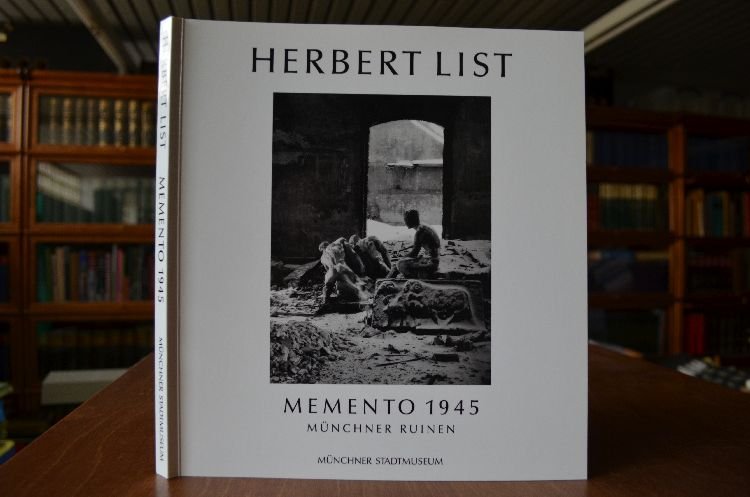 HERBERT LIST MEMENTO 1945 MÜNCHNER STADTMUSEUM
HERBERT LIST
MEMENTO 1945
MÜNCHNER RUINEN
MÜNCHNER STADTMUSEUM